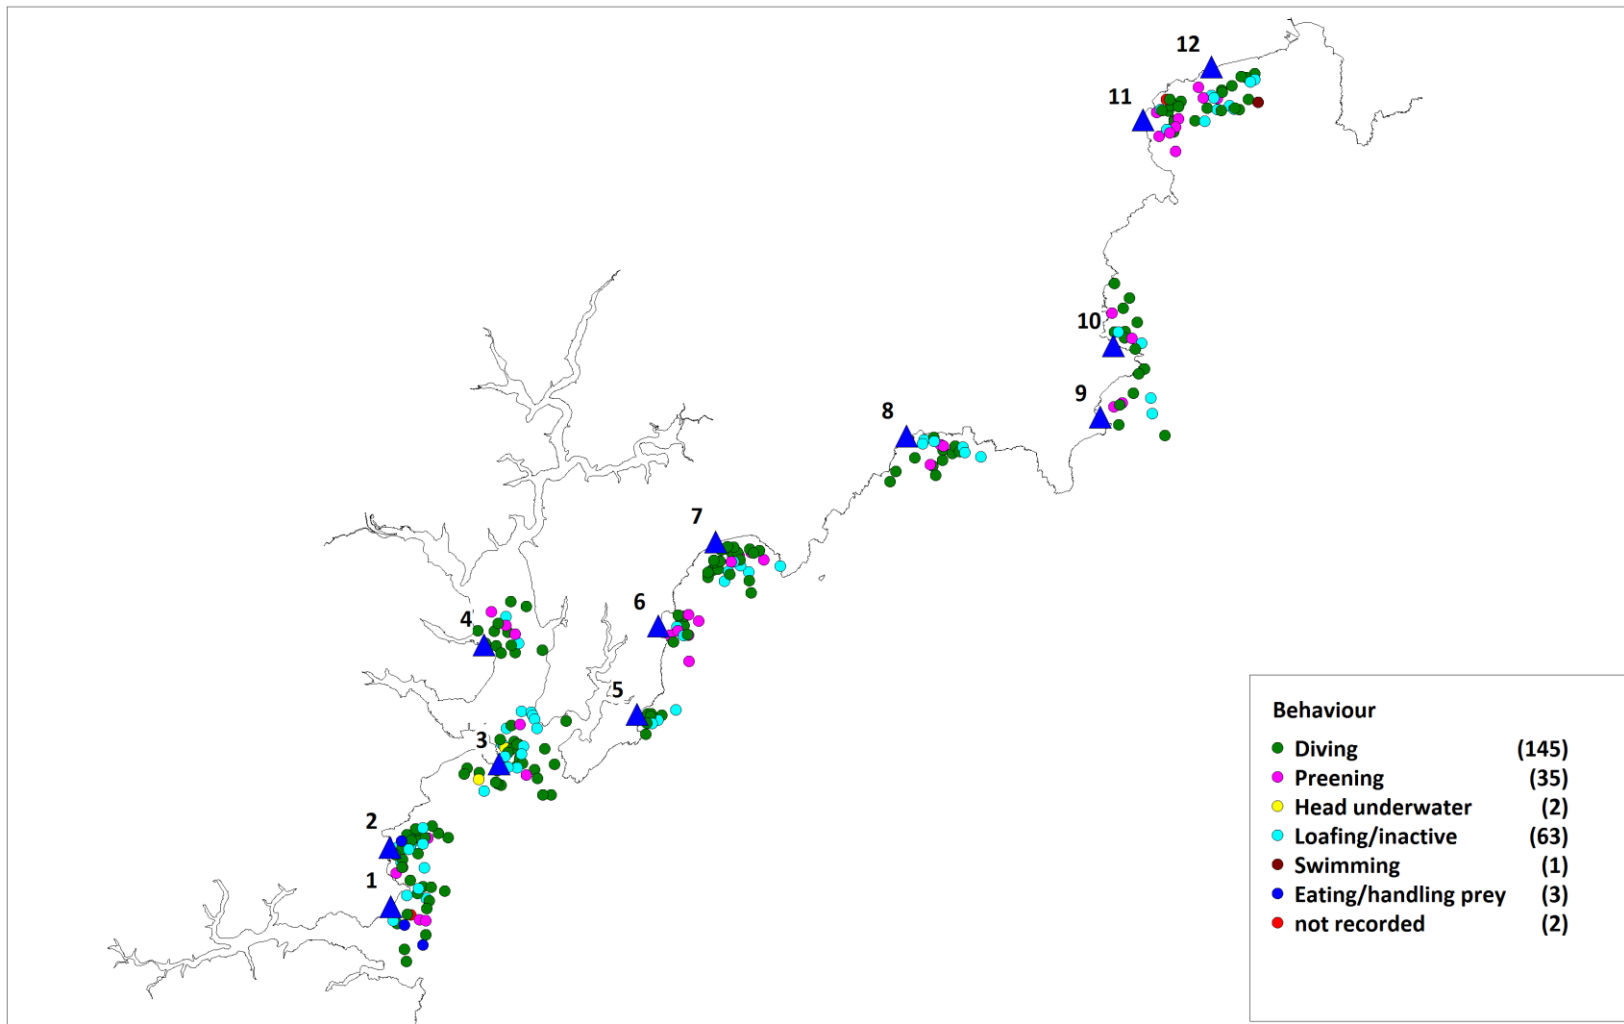 12
11
10
9
8
7
6
4
5
3
2
1
Behaviour
Diving (145)
Preening (35)
Head underwater (2)
Loafing/inactive (63)
Swimming (1)
Eating/handling prey (3)
not recorded (2)